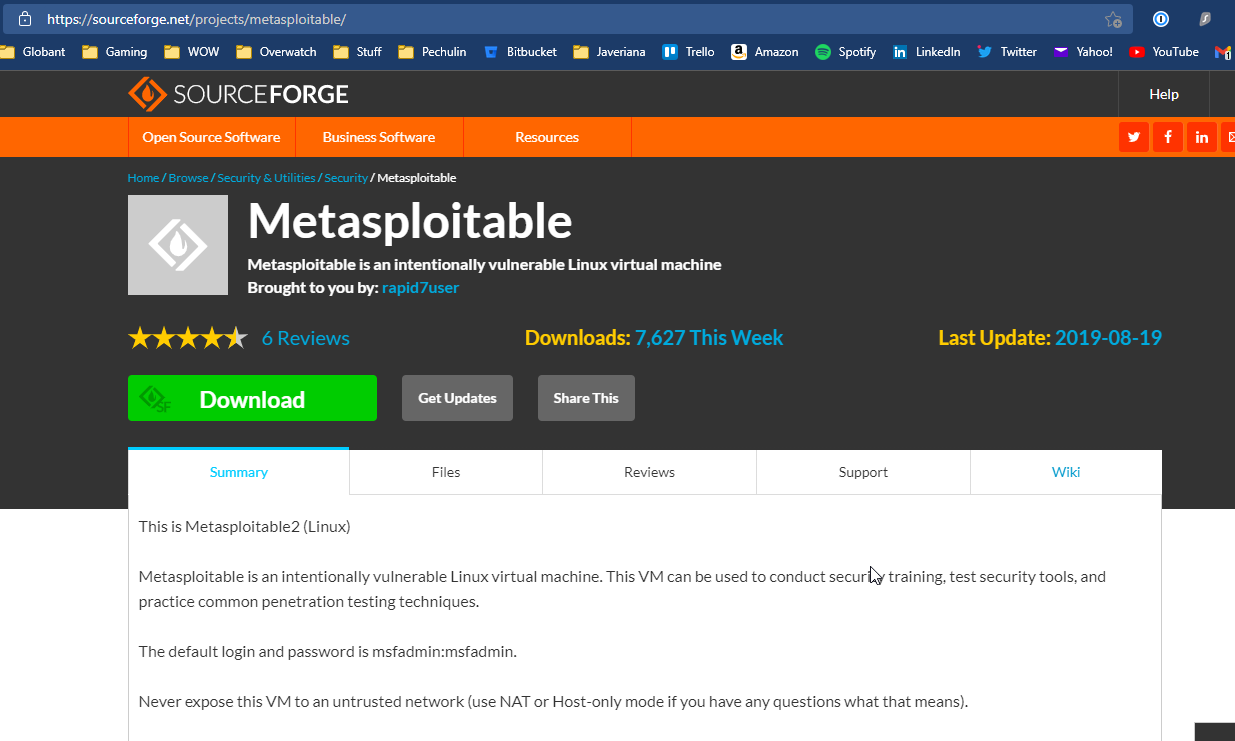 https://sourceforge.net/projects/metasploitable/
Globant Gaming WOW Overwatch Stuff Pechulin Bitbucket Javeriana Trello Amazon Spotify LinkedIn Twitter Yahoo! YouTube
SOURCEFORGE Help
Open Source Software Business Software Resources
Home / Browse / Security & Utilities / Security / Metasploitable
Metasploitable
Metasploitable is an intentionally vulnerable Linux virtual machine
Brought to you by: rapid7user
6 Reviews Downloads: 7,627 This Week Last Update: 2019-08-19
SF Download Get Updates Share This
Summary Files Reviews Support Wiki
This is Metasploitable2 (Linux)
Metasploitable is an intentionally vulnerable Linux virtual machine. This VM can be used to conduct security training, test security tools, and
practice common penetration testing techniques.
The default login and password is msfadmin:msfadmin.
Never expose this VM to an untrusted network (use NAT or Host-only mode if you have any questions what that means).